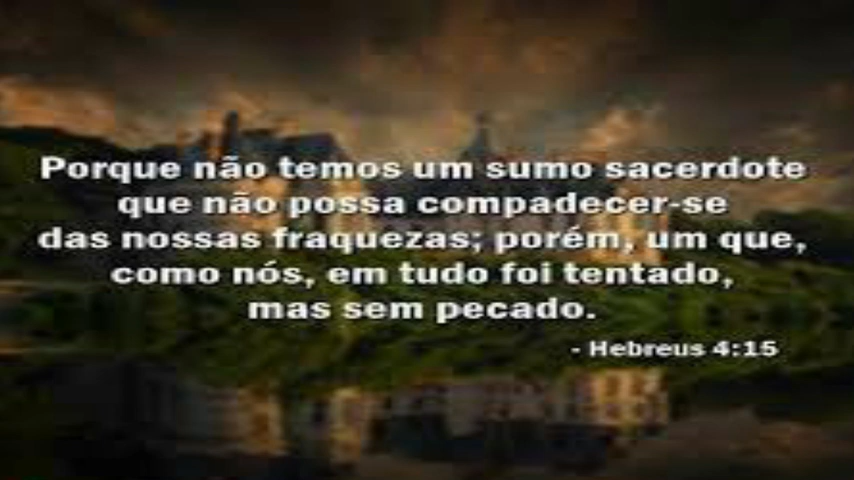 Porque não temos um sumo sacerdote
que não possa compadecer-se
das nossas fraquezas; porém, um que,
como nós, em tudo foi tentado,
mas sem pecado.
- Hebreus 4:15